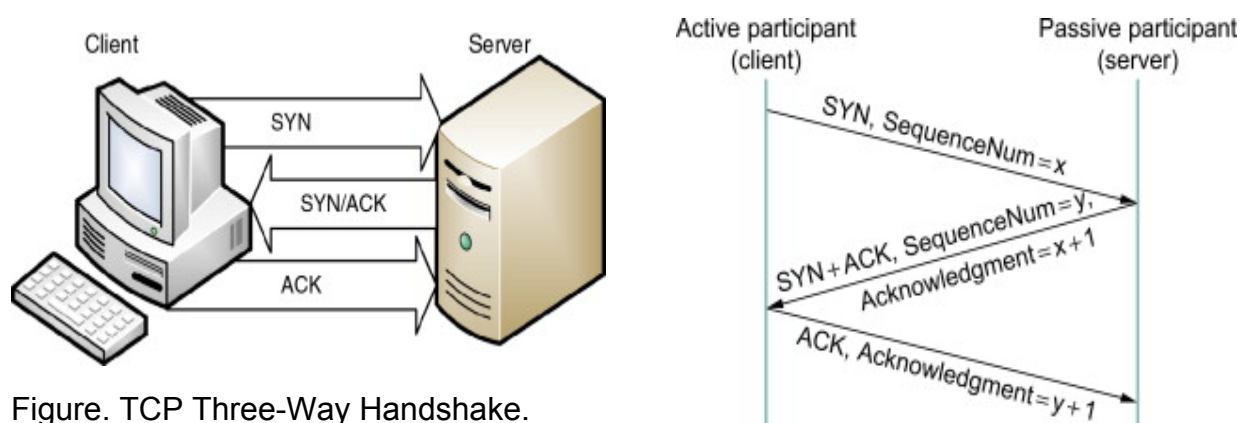 Client
Server
SYN
SYN/ACK
ACK
Figure. TCP Three-Way Handshake.
Active participant
(client)
Passive participant
(server)
SYN, SequenceNum=x
SYN+ACK, SequenceNum=y,
Acknowledgment=x+1
ACK, Acknowledgment=y+1